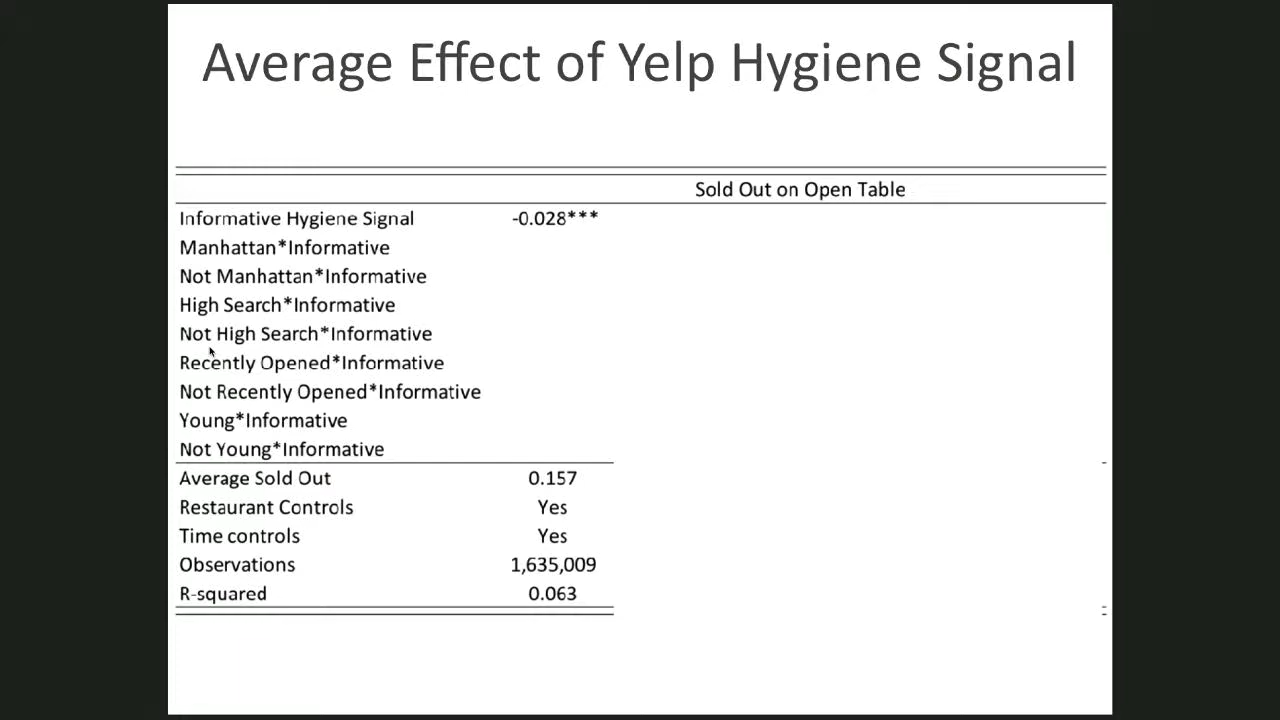 Average Effect of Yelp Hygiene Signal
Sold Out on Open Table
Informative Hygiene Signal -0.028***
Manhattan*Informative
Not Manhattan*Informative
High Search*Informative
Not High Search*Informative
Recently Opened*Informative
Not Recently Opened*Informative
Young*Informative
Not Young*Informative
Average Sold Out 0.157
Restaurant Controls Yes
Time controls Yes
Observations 1,635,009
R-squared 0.063